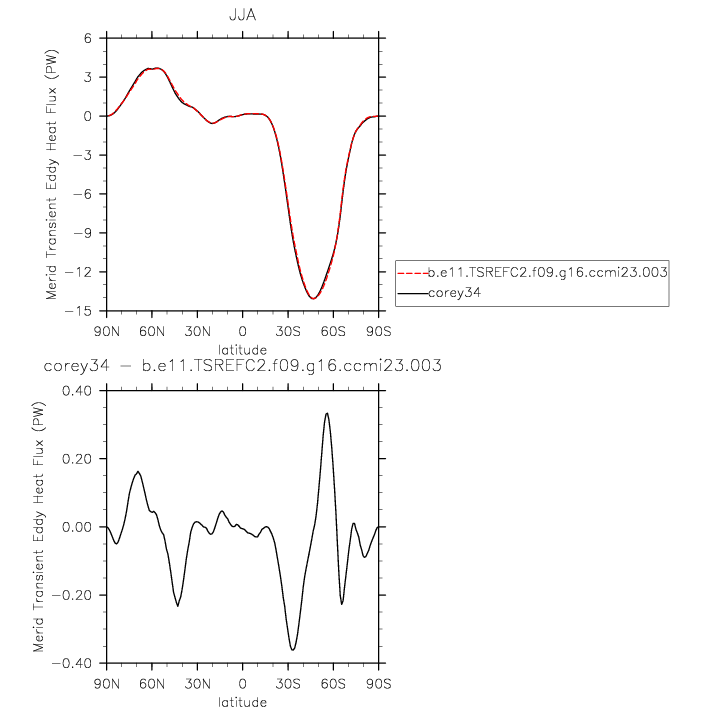 JJA
Merid Transient Eddy Heat Flux (PW)
6
3
0
−3
−6
−9
−12
−15
90N 60N 30N 0 30S 60S 90S
latitude
b.e11.TSREFC2.f09.g16.ccmi23.003
corey34
corey34 − b.e11.TSREFC2.f09.g16.ccmi23.003
Merid Transient Eddy Heat Flux (PW)
0.40
0.20
0.00
−0.20
−0.40
90N 60N 30N 0 30S 60S 90S
latitude